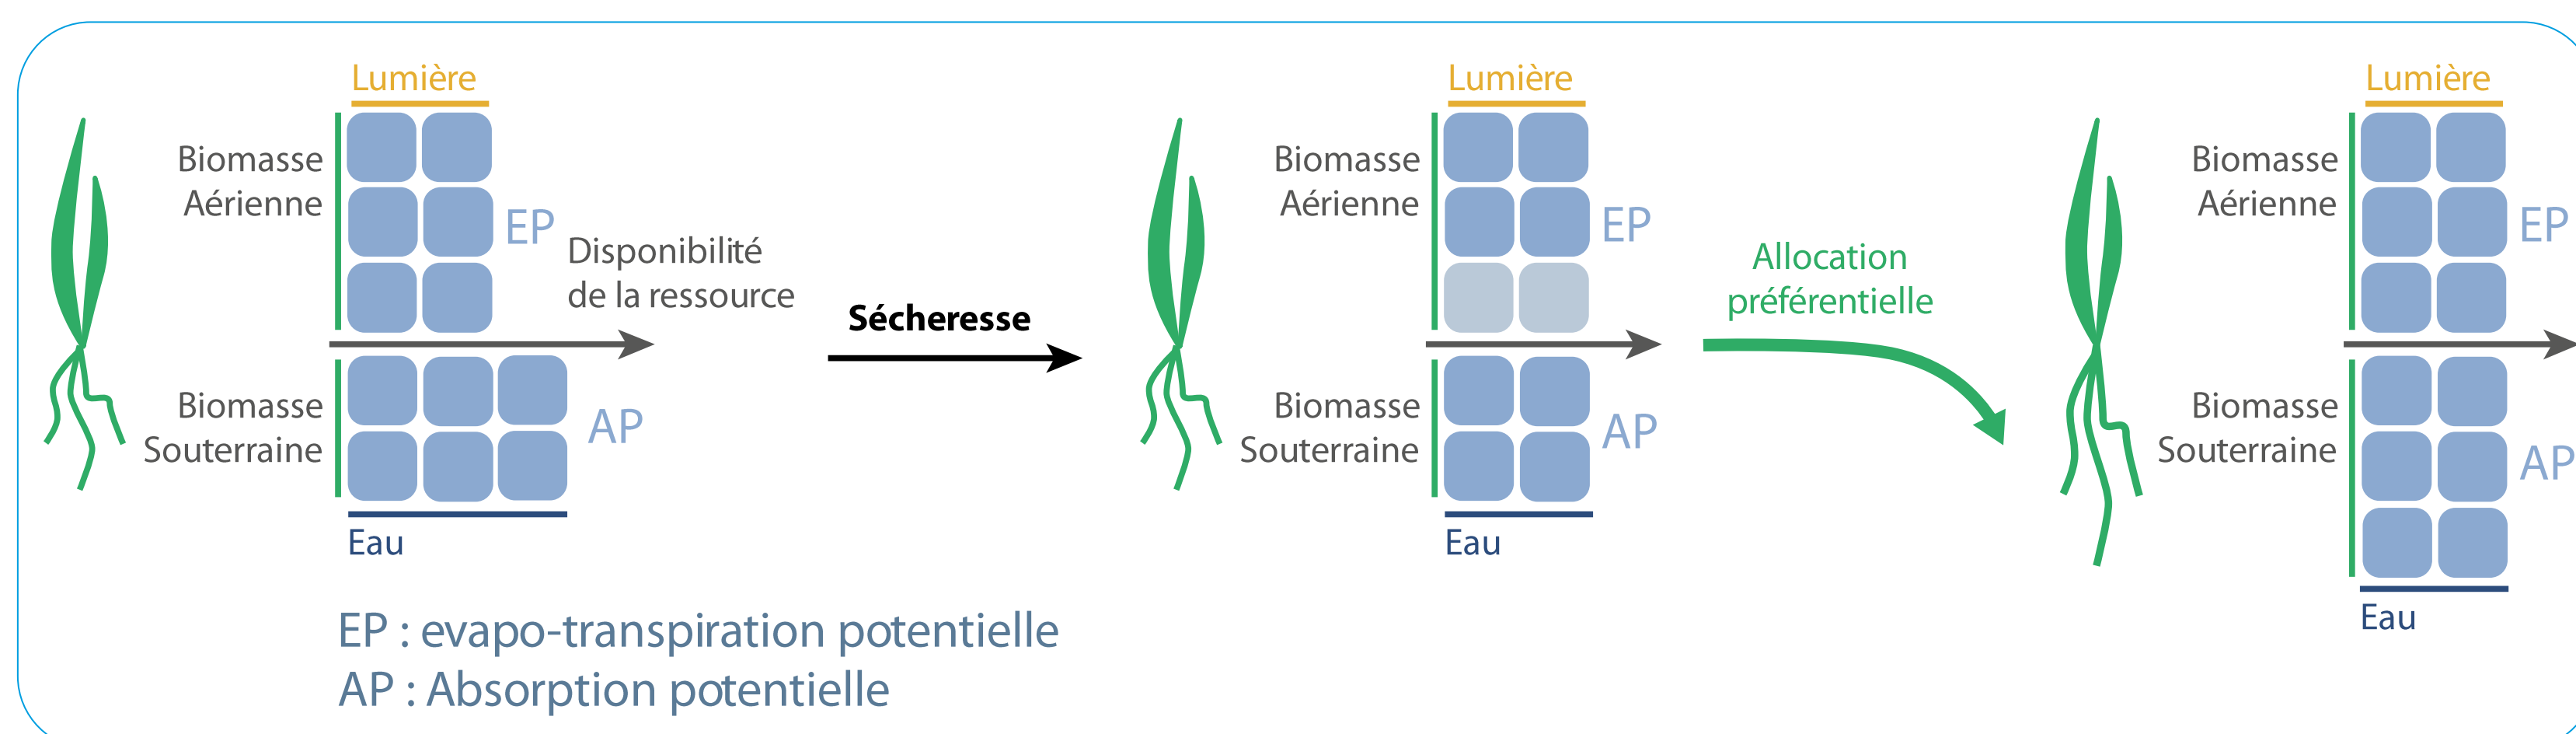 Lumière
Biomasse
Aérienne
EP
Disponibilité
de la ressource
Biomasse
Souterraine
AP
Eau
Sécheresse
Lumière
Biomasse
Aérienne
EP
Biomasse
Souterraine
AP
Eau
Allocation
préférentielle
Lumière
Biomasse
Aérienne
EP
Biomasse
Souterraine
AP
Eau
EP : evapo-transpiration potentielle
AP : Absorption potentielle